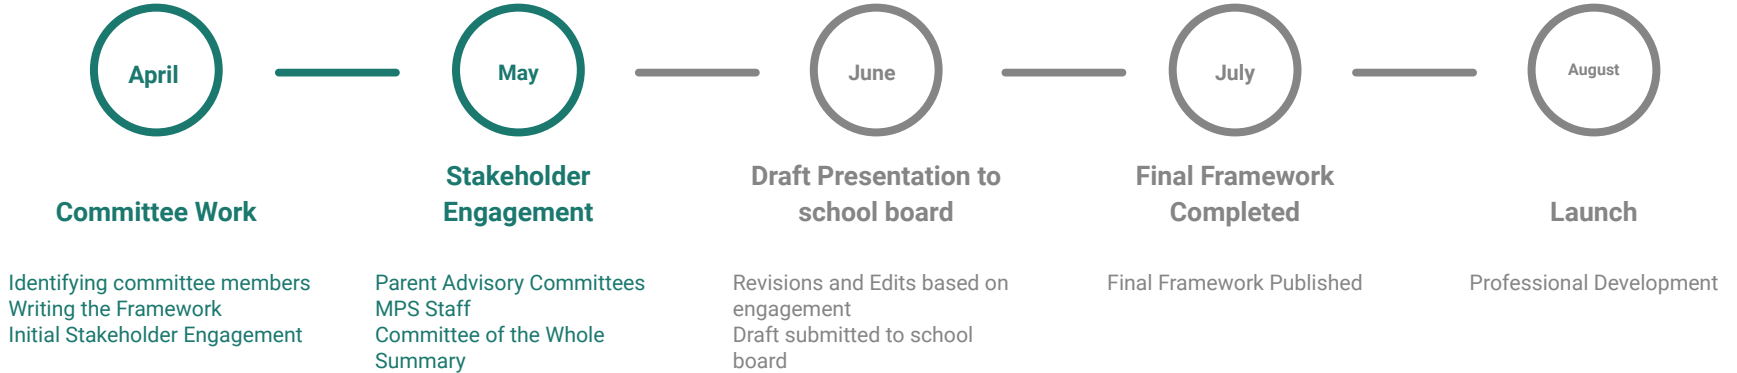 April
May
June
July
August
Committee Work
Stakeholder
Engagement
Draft Presentation to
school board
Final Framework
Completed
Launch
Identifying committee members
Writing the Framework
Initial Stakeholder Engagement
Parent Advisory Committees
MPS Staff
Committee of the Whole
Summary
Revisions and Edits based on
engagement
Draft submitted to school
board
Final Framework Published
Professional Development